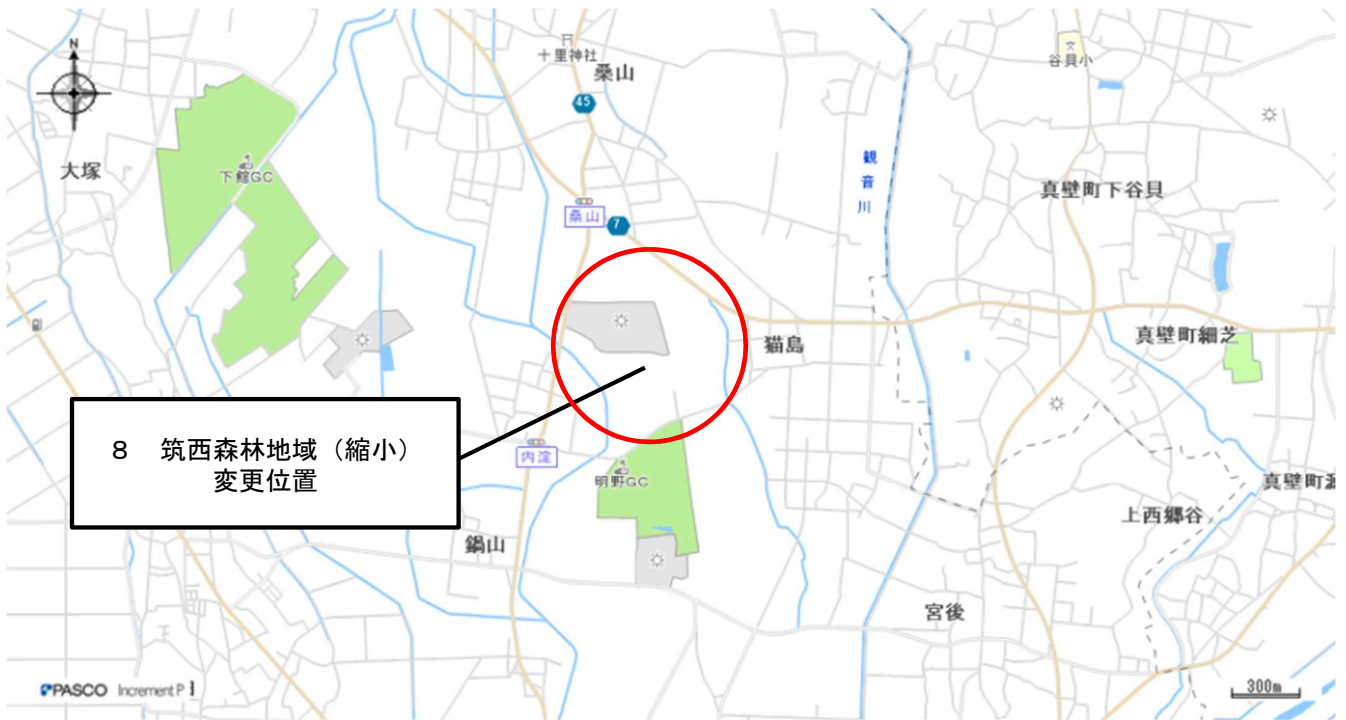 N
十里神社
桑山
谷貝小
45
大塚
下館GC
観音川
真壁町下谷貝
桑山
7
猫島
真壁町細芝
8 筑西森林地域（縮小）
変更位置
内淀
明野GC
真壁町
上西郷谷
鍋山
宮後
PASCO Increment P
300m